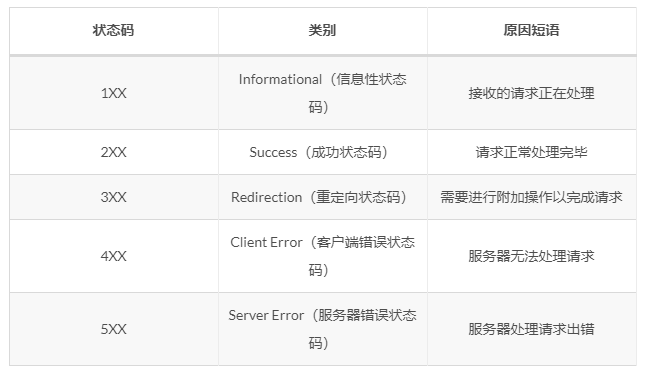 状态码 类别 原因短语
1XX Informational（信息性状态
码） 接收的请求正在处理
2XX Success（成功状态码） 请求正常处理完毕
3XX Redirection（重定向状态码） 需要进行附加操作以完成请求
4XX Client Error（客户端错误状态
码） 服务器无法处理请求
5XX Server Error（服务器错误状态
码） 服务器处理请求出错